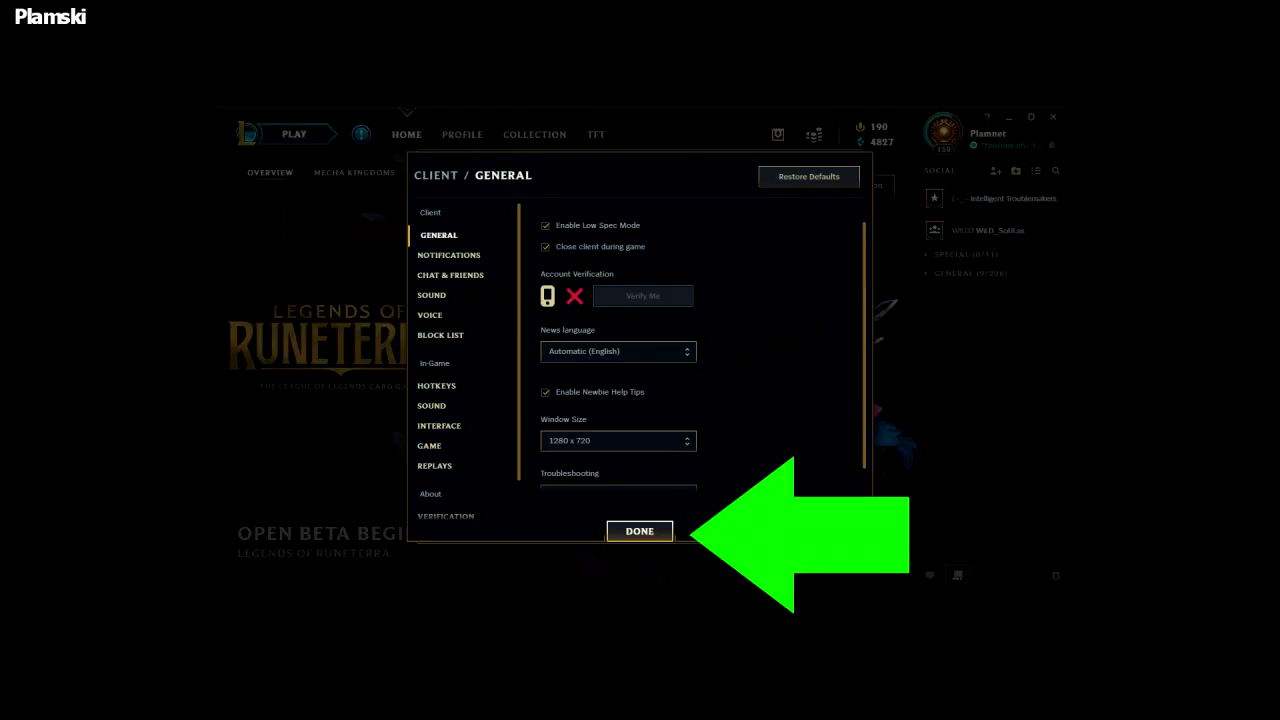 Plamski
PLAY
HOME
PROFILE
COLLECTION
TFT
190
4827
159
Plamnet
OVERVIEW
MECHA KINGDOMS
SOCIAL
CLIENT / GENERAL
Restore Defaults
Client
GENERAL
NOTIFICATIONS
CHAT & FRIENDS
SOUND
VOICE
BLOCK LIST
In-Game
HOTKEYS
SOUND
INTERFACE
GAME
REPLAYS
About
VERIFICATION
Enable Low Spec Mode
Close client during game
Account Verification
Verify Me
News language
Automatic (English)
Enable Newbie Help Tips
Window Size
1280 x 720
Troubleshooting
DONE
( -_- Intelligent Troublemakers
SPECIAL (0/11)
GENERAL (9/296)
LEGENDS OF
RUNETERR
THE LEAGUE OF LEGENDS CARD GA
OPEN BETA BEGI
LEGENDS OF RUNETERRA